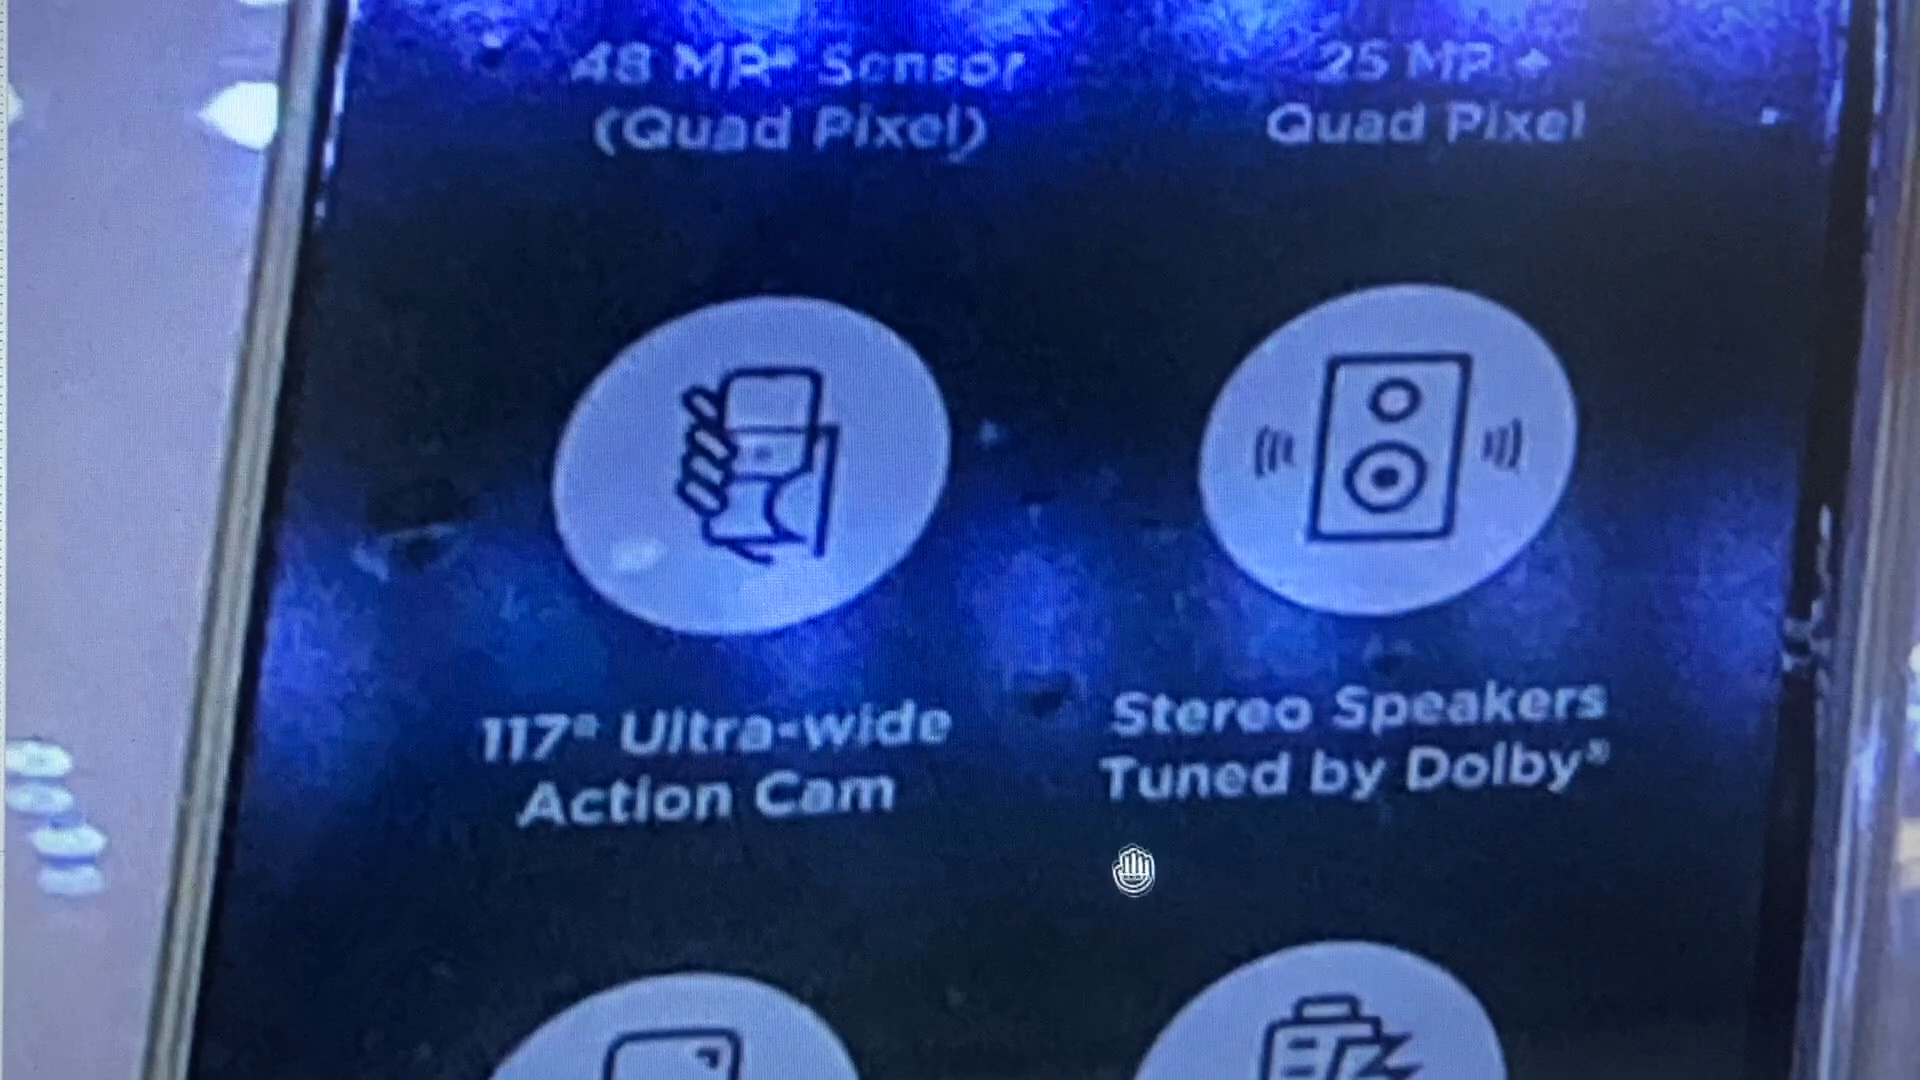 48 MP* Sensor
(Quad Pixel)
25 MP +
Quad Pixel
117° Ultra-wide
Action Cam
Stereo Speakers
Tuned by Dolby®